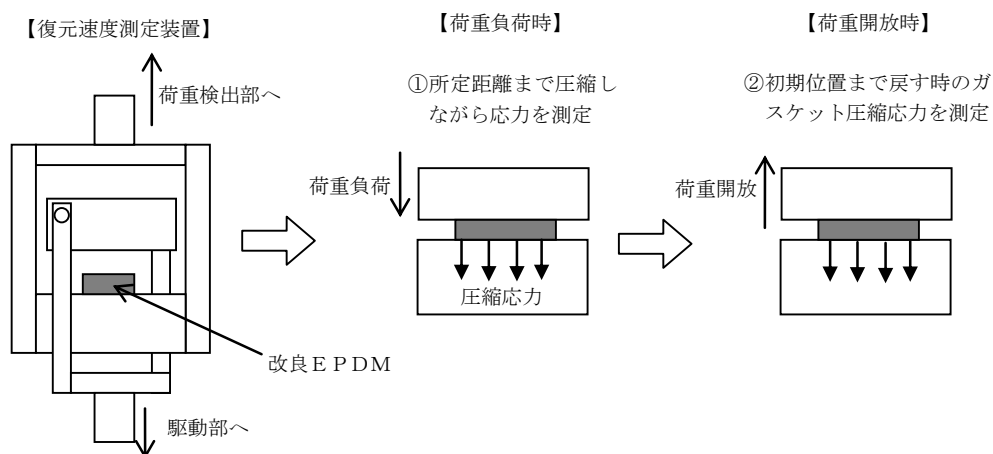 【復元速度測定装置】
荷重検出部へ
改良ＥＰＤＭ
駆動部へ
【荷重負荷時】
①所定距離まで圧縮し
ながら応力を測定
荷重負荷
圧縮応力
【荷重開放時】
②初期位置まで戻す時のガ
スケット圧縮応力を測定
荷重開放